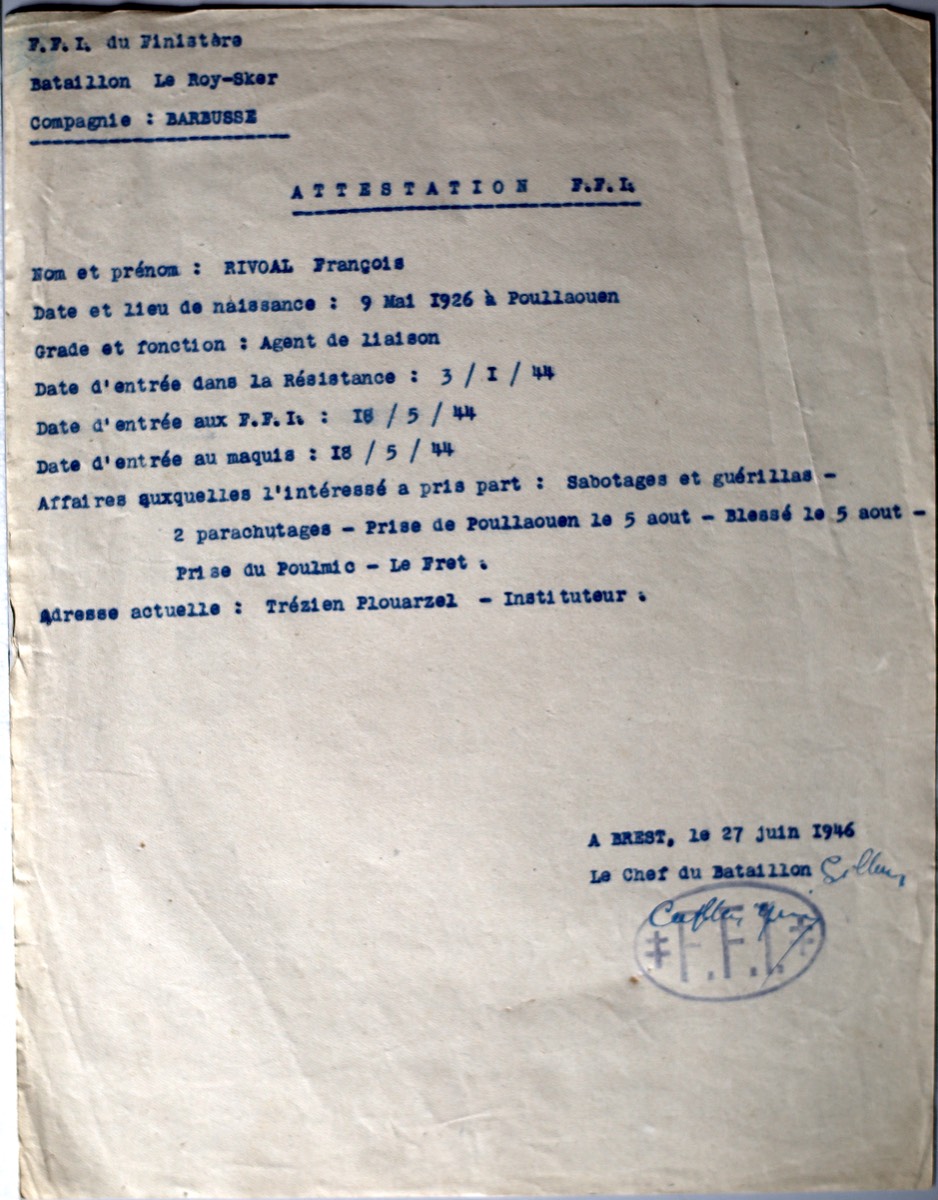 F.F.I. du Finistère
Bataillon Le Roy-Sker
Compagnie : BARBUSSE
ATTESTATION F.F.I.
Nom et prénom : RIVOAL François
Date et lieu de naissance : 9 Mai I926 à Poullaouen
Grade et fonction : Agent de liaison
Date d'entrée dans la Résistance : 3 / I / 44
Date d'entrée aux F.F.I. : I8 / 5 / 44
Date d'entrée au maquis : I8 / 5 / 44
Affaires auxquelles l'intéressé a pris part : Sabotages et guérillas -
2 parachutages - Prise de Poullaouen le 5 aout - Blessé le 5 aout -
Prise du Poulmic - Le Fret .
Adresse actuelle : Trézien Plouarzel - Instituteur .
A BREST, le 27 juin I946
Le Chef du Bataillon
F.F.I.